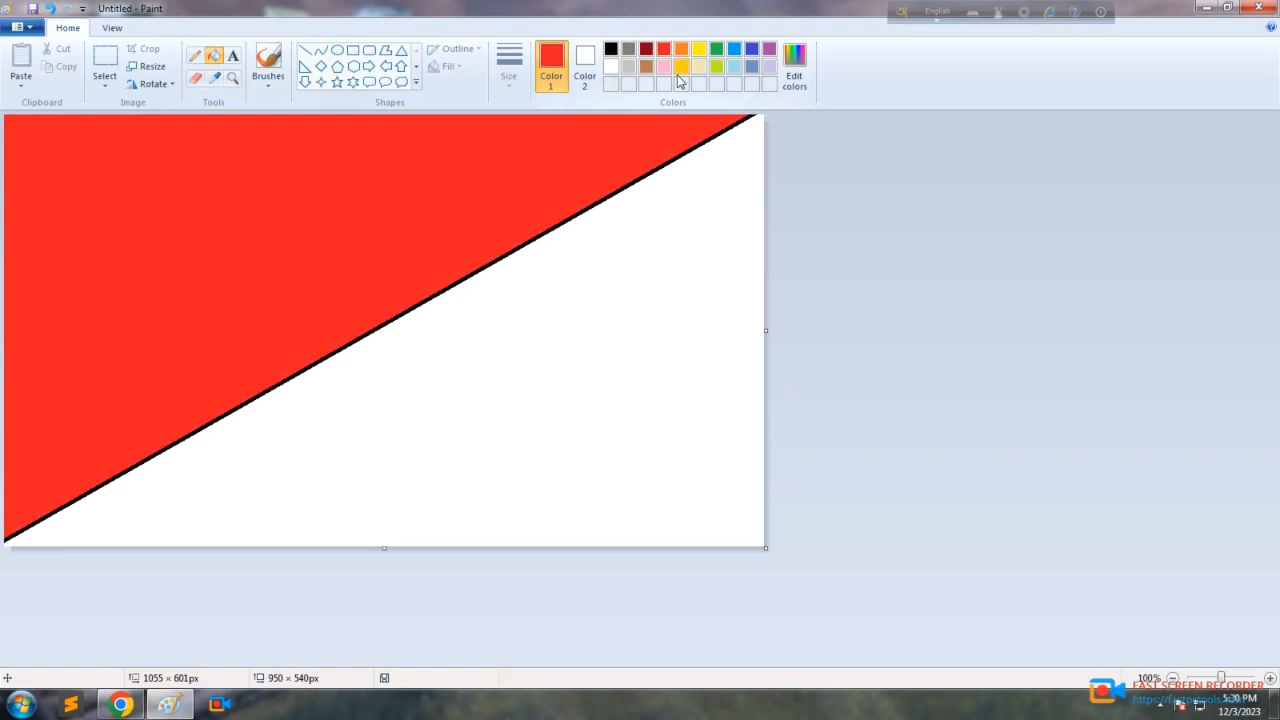 Untitled - Paint
English
Home
View
Cut
Copy
Paste
Clipboard
Crop
Resize
Rotate
Select
Image
A
Tools
Brushes
Outline
Fill
Shapes
Size
Color
1
Color
2
Edit
colors
Colors
1055 × 601px
950 × 540px
100%
FAST SCREEN RECORDER
5:20 PM
12/3/2023